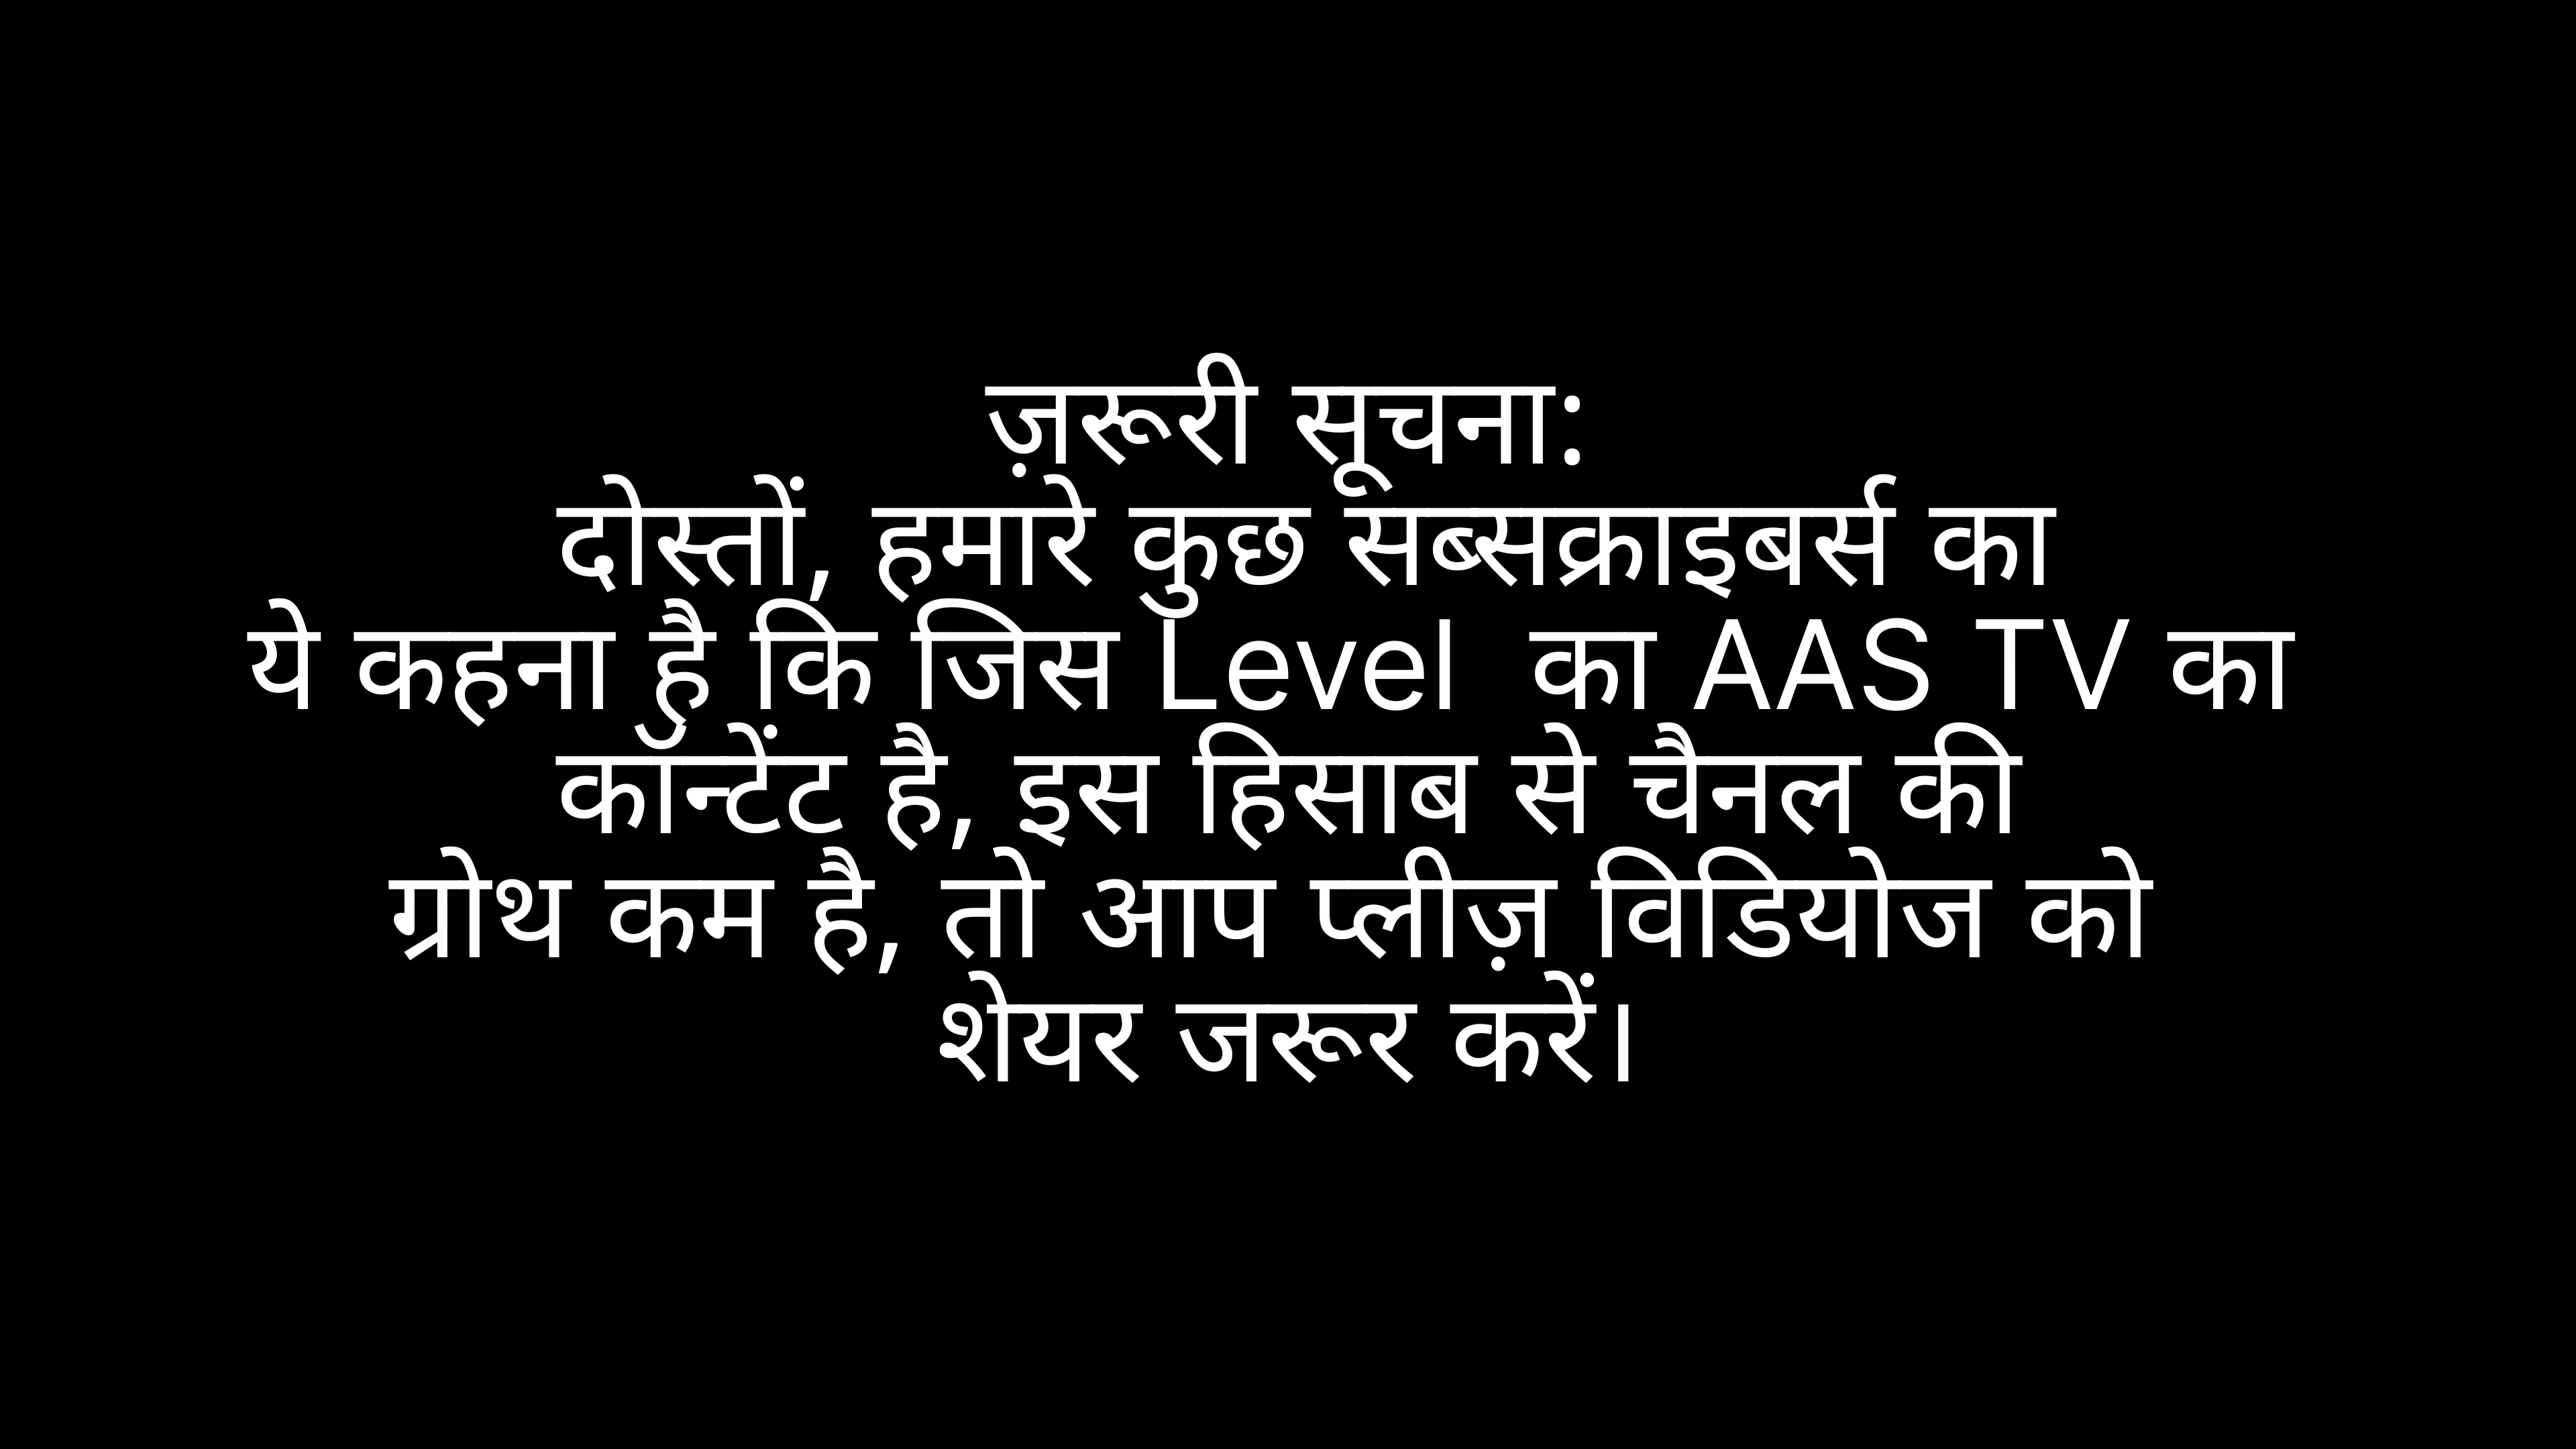 ज़रूरी सूचना:
दोस्तों, हमारे कुछ सब्सक्राइबर्स का
ये कहना है कि जिस Level का AAS TV का
कॉन्टेंट है, इस हिसाब से चैनल की
ग्रोथ कम है, तो आप प्लीज़ विडियोज को
शेयर जरूर करें।